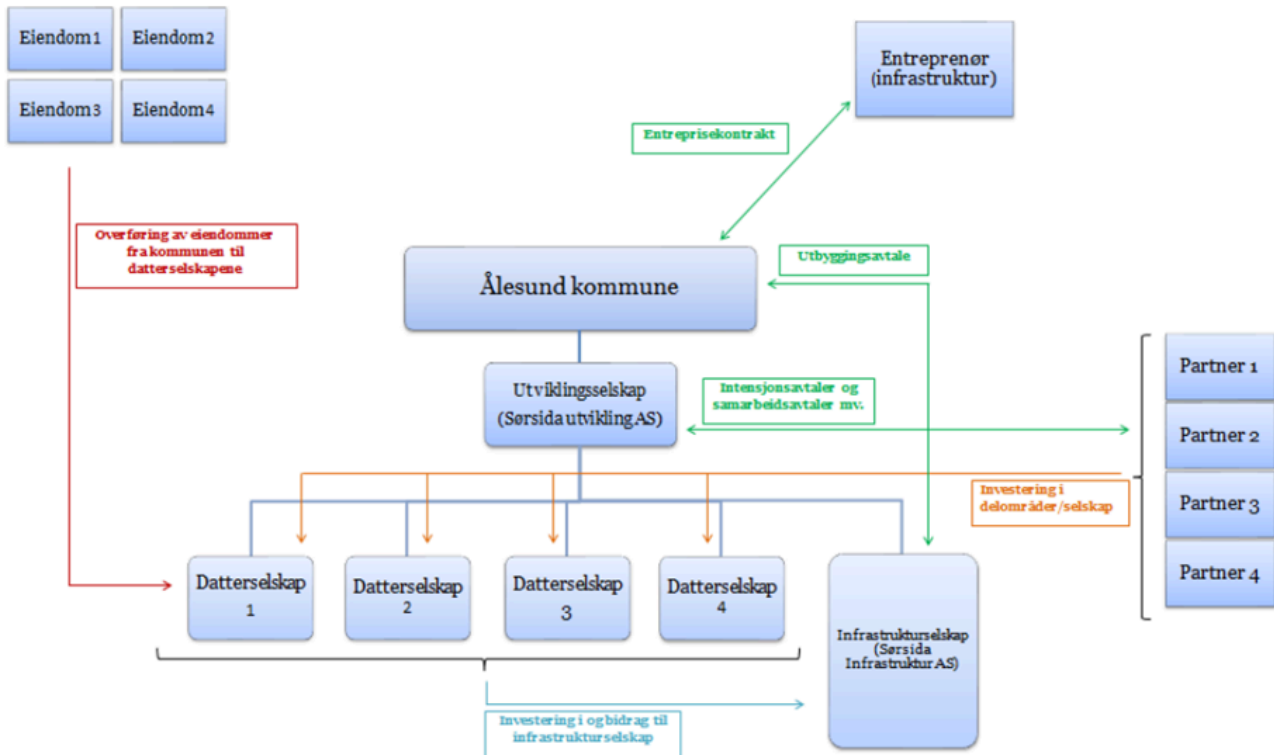 Eiendom 1
Eiendom 2
Eiendom 3
Eiendom 4
Entreprenør
(infrastruktur)
Entreprisekontrakt
Overføring av eiendommer
fra kommunen til
datterselskapene
Utbyggingsavtale
Ålesund kommune
Utviklingsselskap
(Sørsida utvikling AS)
Intensjonsavtaler og
samarbeidsavtaler mv.
Partner 1
Partner 2
Partner 3
Partner 4
Investering i
delområder/selskap
Datterselskap
1
Datterselskap
2
Datterselskap
3
Datterselskap
4
Infrastrukturselskap
(Sørsida
Infrastruktur AS)
Investering i og bidrag til
infrastrukturselskap